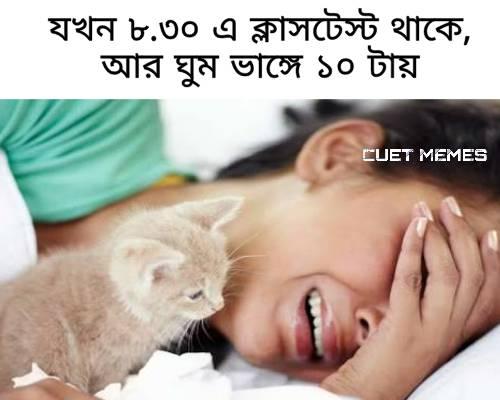 যখন ৮.৩০ এ ক্লাসটেস্ট থাকে,
আর ঘুম ভাঙ্গে ১০ টায়
CUET MEMES